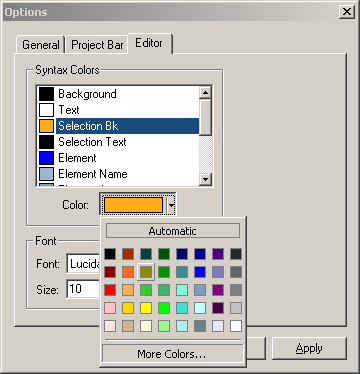 Options
General Project Bar Editor
Syntax Colors
Background
Text
Selection Bk
Selection Text
Element
Element Name
Color:
Automatic
Font
Font: Lucida
Size: 10
More Colors...
Apply